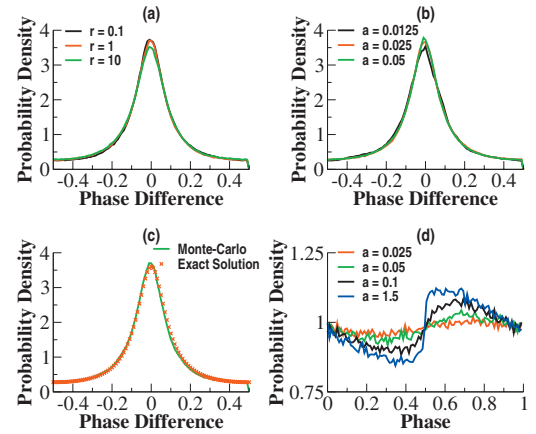 (a)
Probability Density
4
3
2
1
0
r = 0.1
r = 1
r = 10
-0.4 -0.2 0 0.2 0.4
Phase Difference
(b)
Probability Density
4
3
2
1
0
a = 0.0125
a = 0.025
a = 0.05
-0.4 -0.2 0 0.2 0.4
Phase Difference
(c)
Probability Density
4
3
2
1
0
Monte-Carlo
Exact Solution
-0.4 -0.2 0 0.2 0.4
Phase Difference
(d)
Probability Density
1.25
1
0.75
a = 0.025
a = 0.05
a = 0.1
a = 1.5
0 0.2 0.4 0.6 0.8 1
Phase